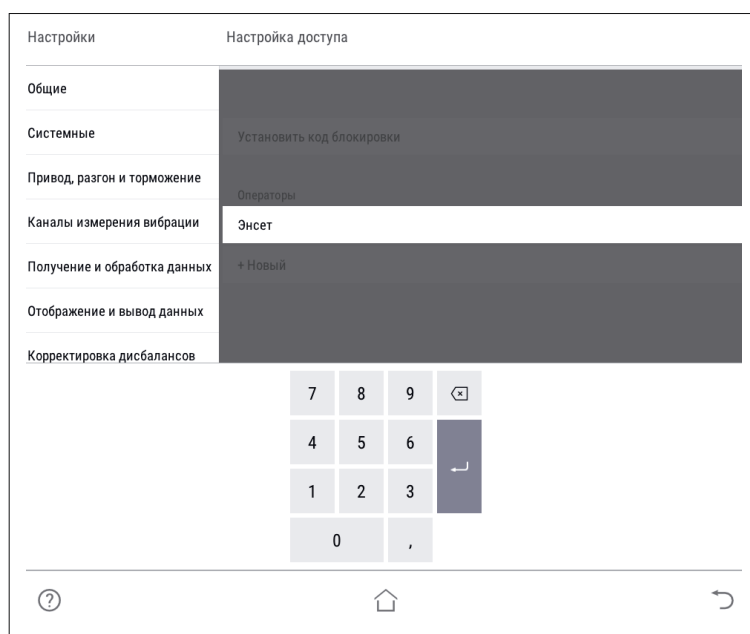 Настройки
Настройка доступа
Общие
Системные
Привод, разгон и торможение
Каналы измерения вибрации
Получение и обработка данных
Отображение и вывод данных
Корректировка дисбалансов
Установить код блокировки
Операторы
Энсет
+ Новый
7 8 9
4 5 6
1 2 3
0 ,
?